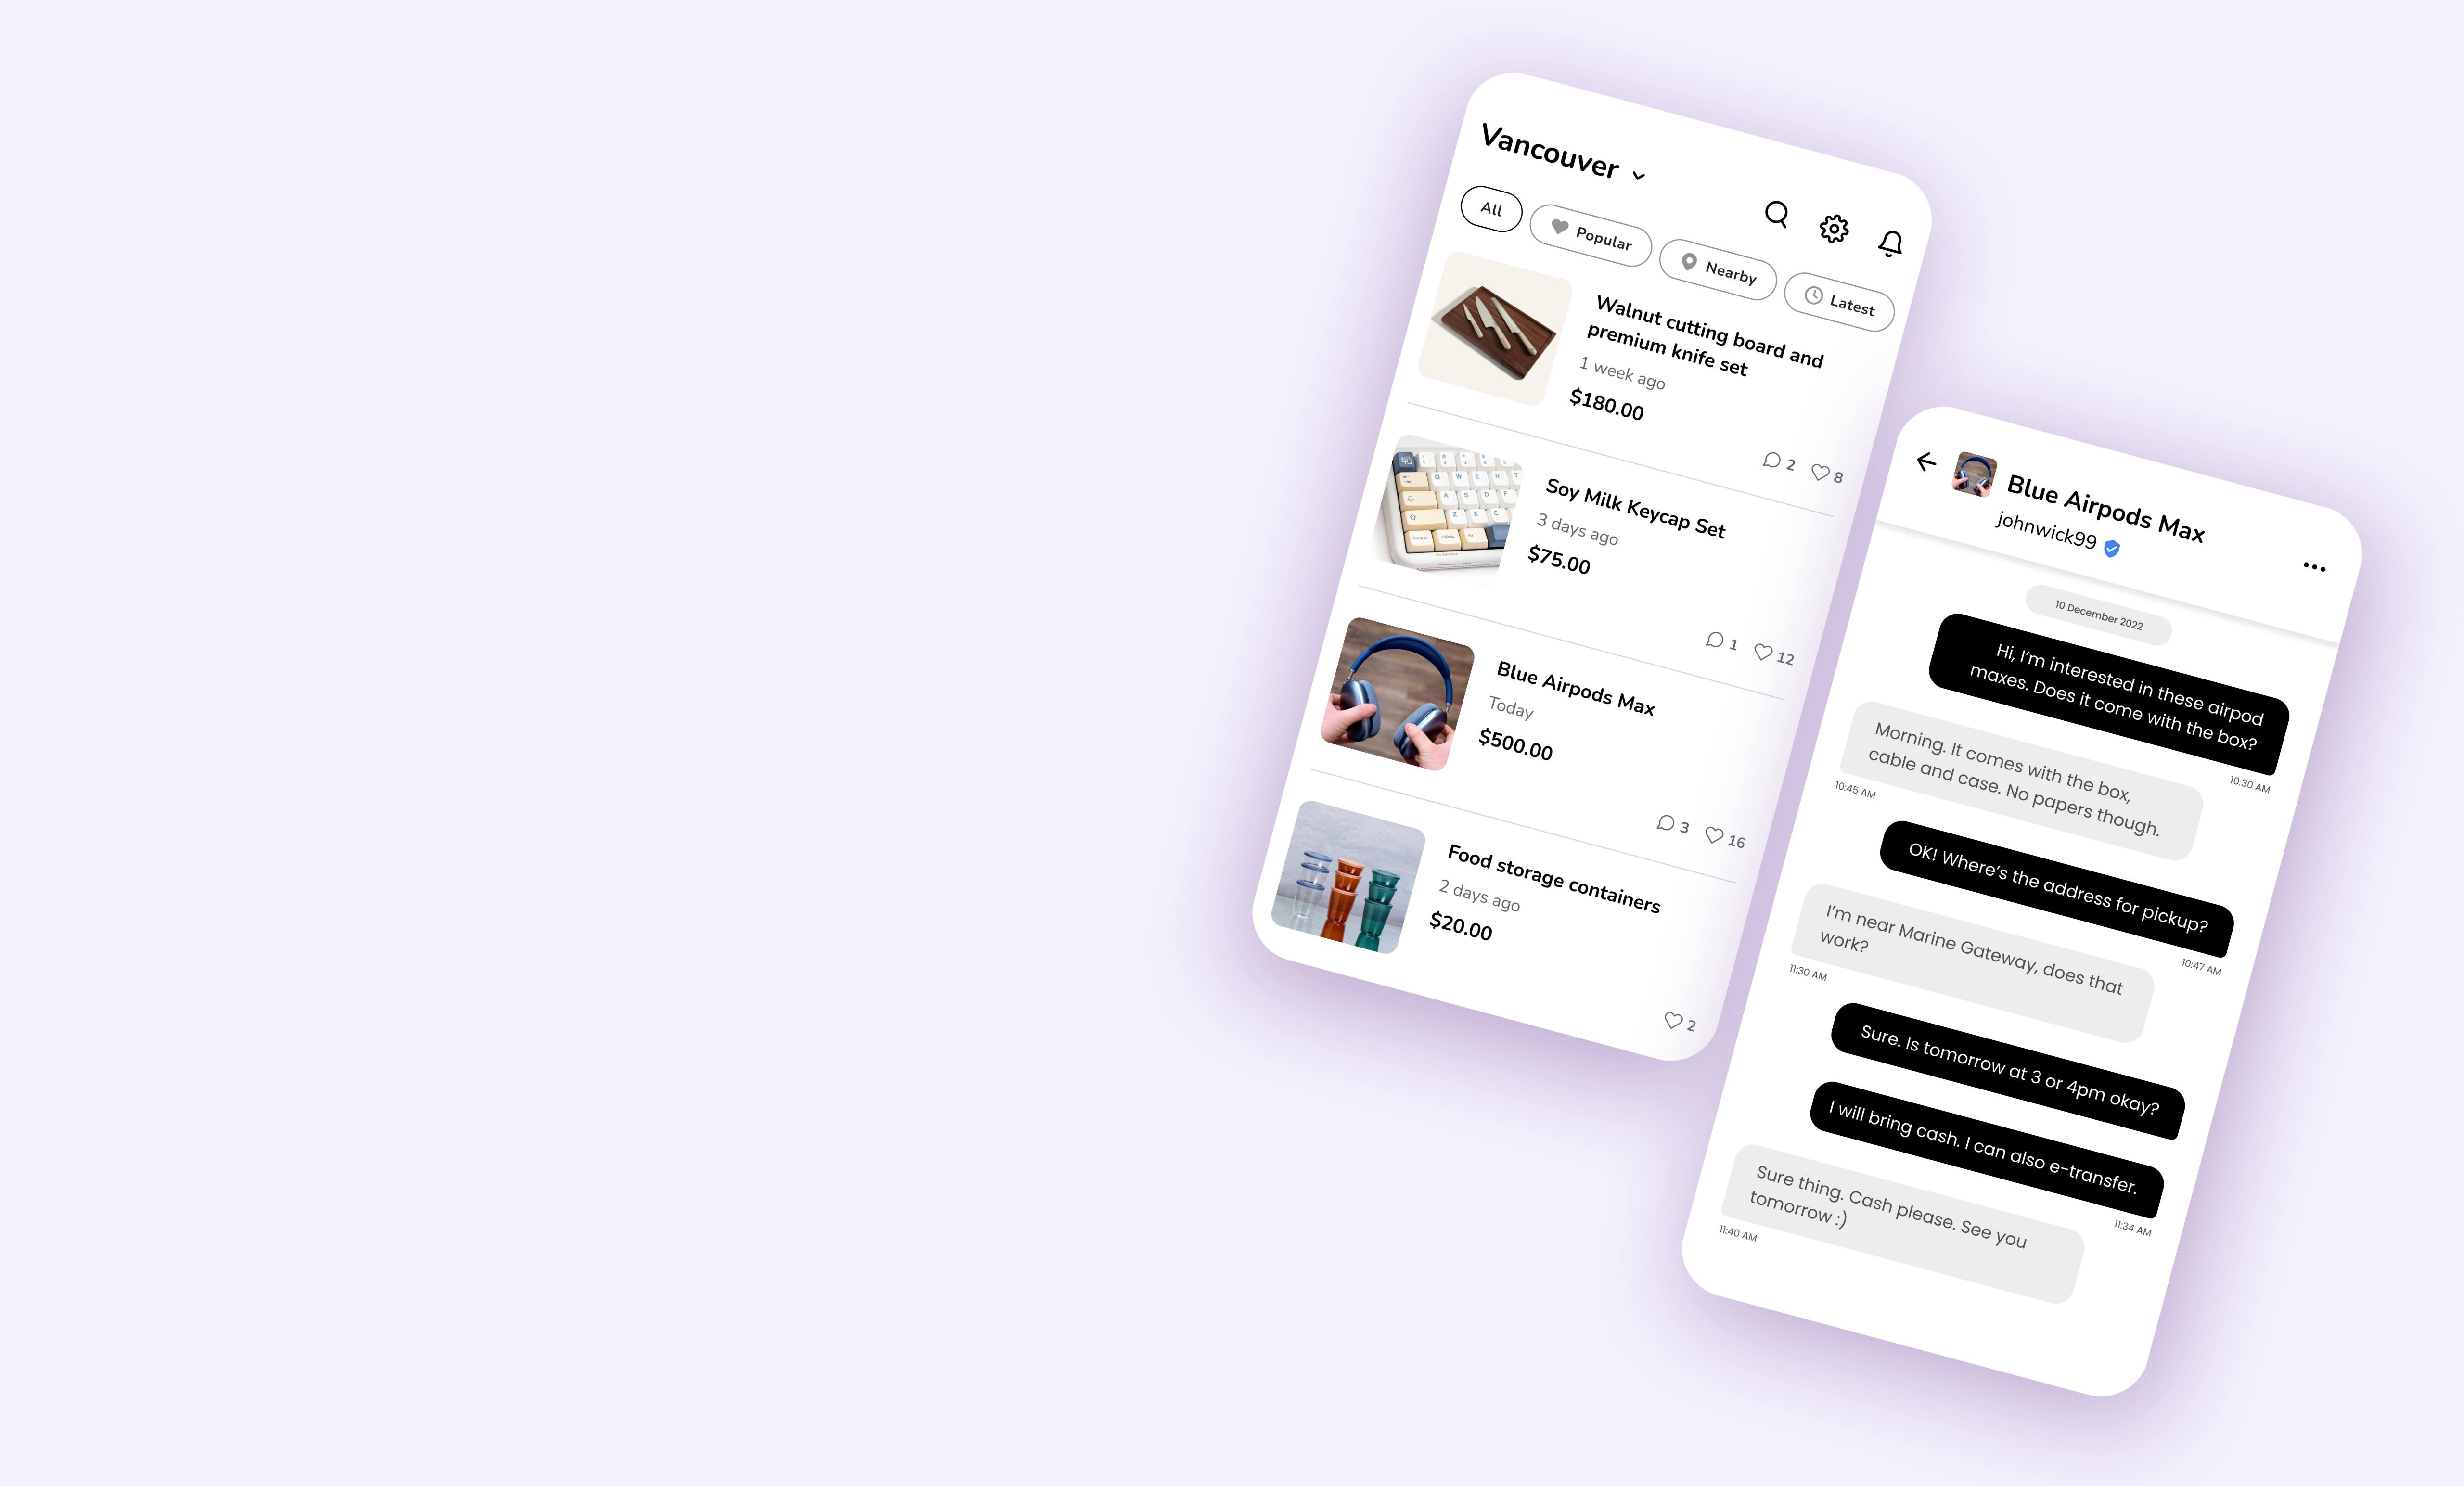 Vancouver
All
Popular
Nearby
Latest
Walnut cutting board and
premium knife set
1 week ago
$180.00
2
8
Soy Milk Keycap Set
3 days ago
$75.00
1
12
Blue Airpods Max
Today
$500.00
3
16
Food storage containers
2 days ago
$20.00
2
Blue Airpods Max
johnwick99
10 December 2022
Hi, I’m interested in these airpod
maxes. Does it come with the box?
10:30 AM
Morning. It comes with the box,
cable and case. No papers though.
10:45 AM
OK! Where’s the address for pickup?
10:47 AM
I’m near Marine Gateway, does that
work?
11:30 AM
Sure. Is tomorrow at 3 or 4pm okay?
I will bring cash. I can also e-transfer.
11:34 AM
Sure thing. Cash please. See you
tomorrow :)
11:40 AM